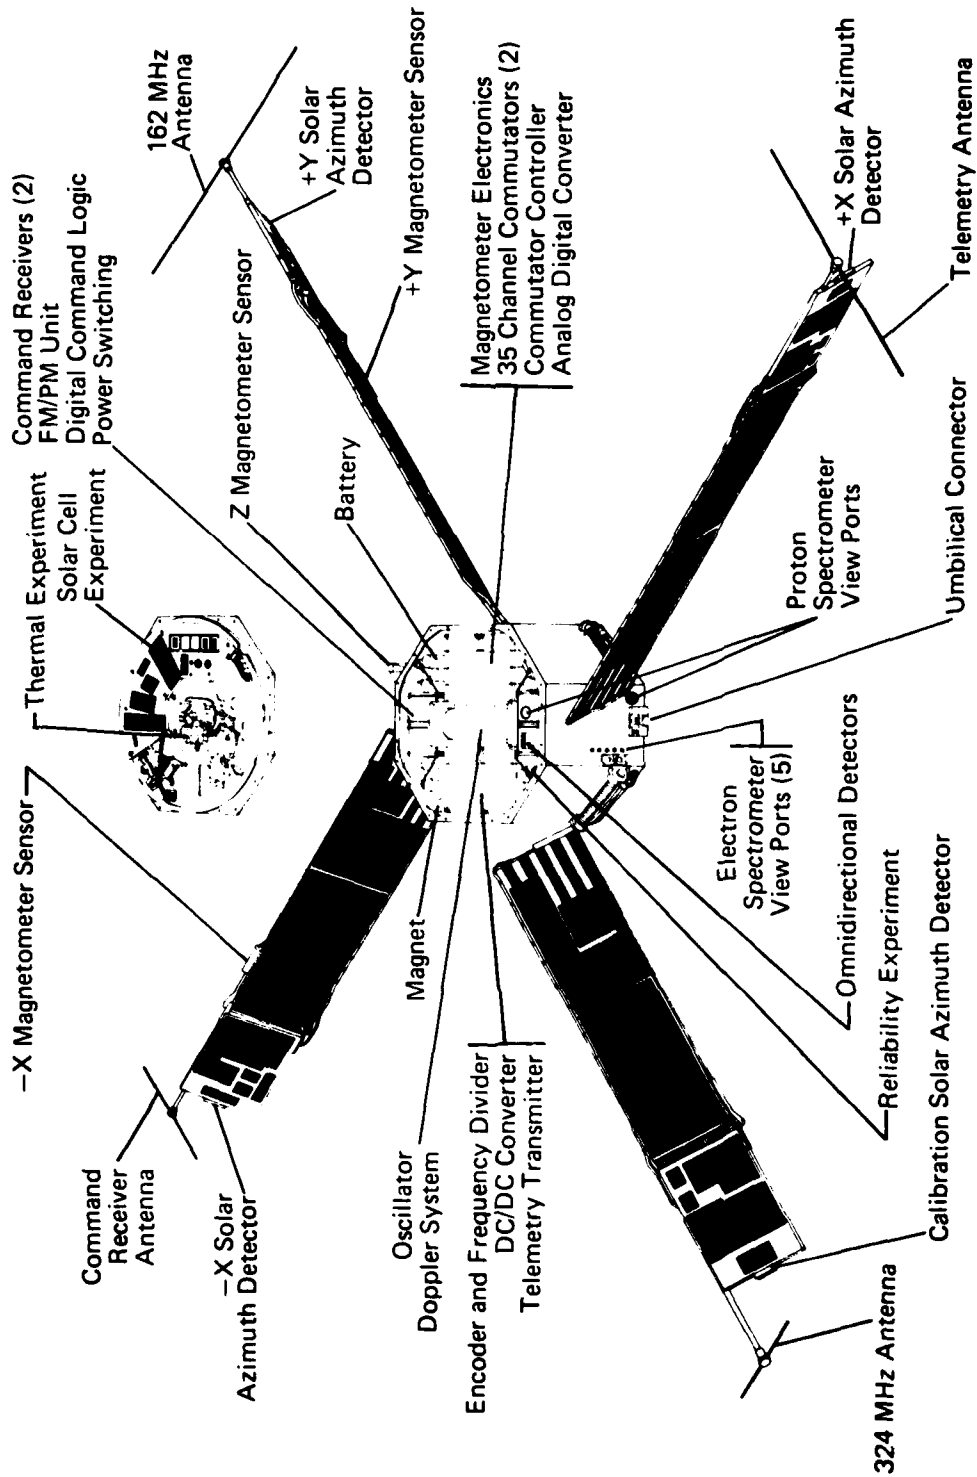 −X Magnetometer Sensor
Thermal Experiment
Solar Cell
Experiment
Command Receivers (2)
FM/PM Unit
Digital Command Logic
Power Switching
162 MHz
Antenna
Command
Receiver
Antenna
−X Solar
Azimuth Detector
Z Magnetometer Sensor
+Y Solar
Azimuth
Detector
Magnet
Battery
+Y Magnetometer Sensor
Oscillator
Doppler System
Encoder and Frequency Divider
DC/DC Converter
Telemetry Transmitter
Magnetometer Electronics
35 Channel Commutators (2)
Commutator Controller
Analog Digital Converter
Electron
Spectrometer
View Ports (5)
Proton
Spectrometer
View Ports
+X Solar Azimuth
Detector
Omnidirectional Detectors
Reliability Experiment
324 MHz Antenna
Calibration Solar Azimuth Detector
Umbilical Connector
Telemetry Antenna